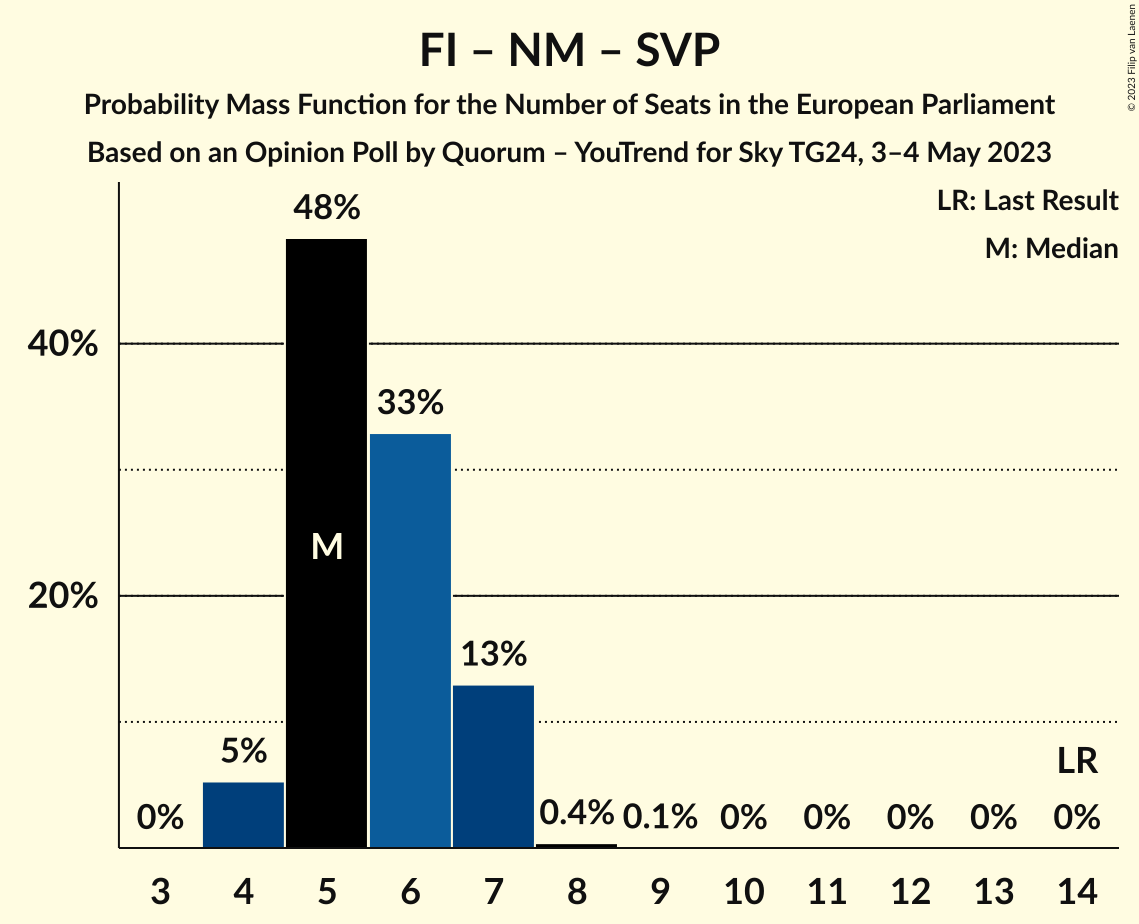 FI – NM – SVP
Probability Mass Function for the Number of Seats in the European Parliament
Based on an Opinion Poll by Quorum – YouTrend for Sky TG24, 3–4 May 2023
© 2023 Filip van Laenen
LR: Last Result
M: Median
48%
40%
33%
M
20%
13%
5%
LR
0% 0.4% 0.1% 0% 0% 0% 0% 0%
3 4 5 6 7 8 9 10 11 12 13 14